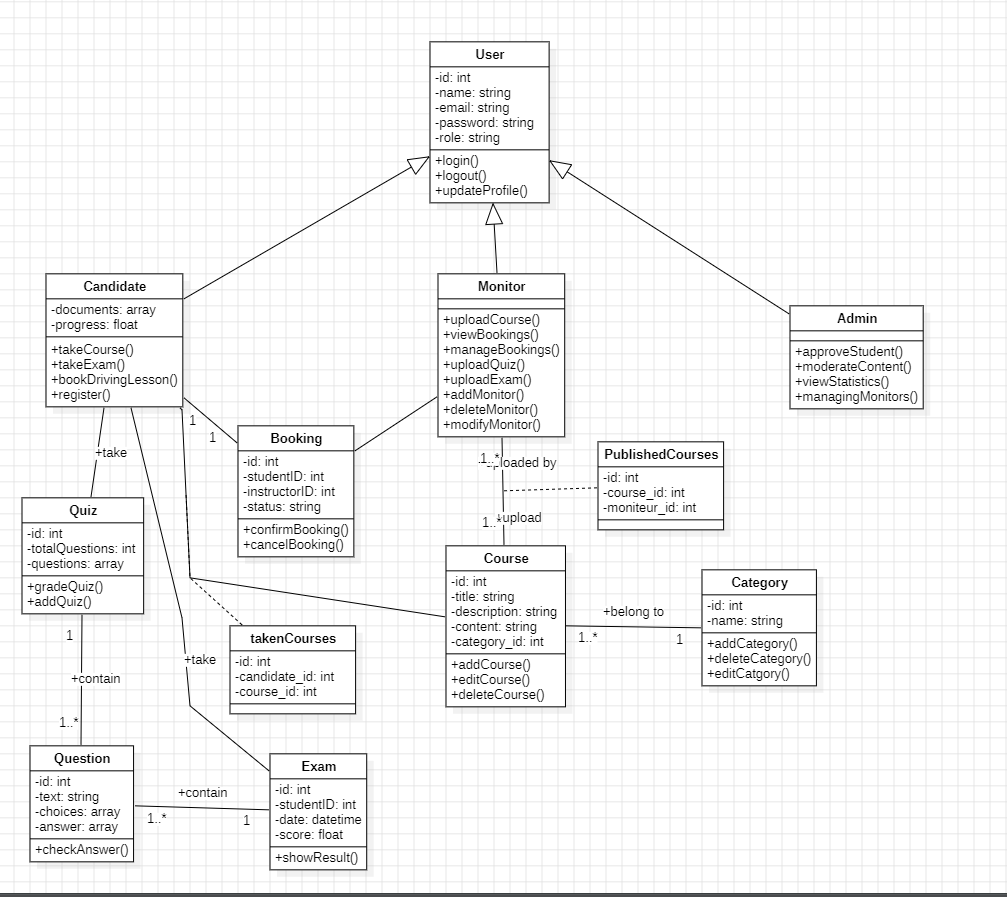 User
-id: int
-name: string
-email: string
-password: string
-role: string
+login()
+logout()
+updateProfile()
Candidate
-documents: array
-progress: float
+takeCourse()
+takeExam()
+bookDrivingLesson()
+register()
Monitor
+uploadCourse()
+viewBookings()
+manageBookings()
+uploadQuiz()
+uploadExam()
+addMonitor()
+deleteMonitor()
+modifyMonitor()
Admin
+approveStudent()
+moderateContent()
+viewStatistics()
+managingMonitors()
1
1
+take
Booking
-id: int
-studentID: int
-instructorID: int
-status: string
+confirmBooking()
+cancelBooking()
1..*
loaded by
PublishedCourses
-id: int
-course_id: int
-moniteur_id: int
1..*
+upload
Quiz
-id: int
-totalQuestions: int
-questions: array
+gradeQuiz()
+addQuiz()
Course
-id: int
-title: string
-description: string
-content: string
-category_id: int
+addCourse()
+editCourse()
+deleteCourse()
+belong to
1..*
1
Category
-id: int
-name: string
+addCategory()
+deleteCategory()
+editCatgory()
takenCourses
-id: int
-candidate_id: int
-course_id: int
1
+contain
1..*
+take
Question
-id: int
-text: string
-choices: array
-answer: array
+checkAnswer()
+contain
1..*
1
Exam
-id: int
-studentID: int
-date: datetime
-score: float
+showResult()